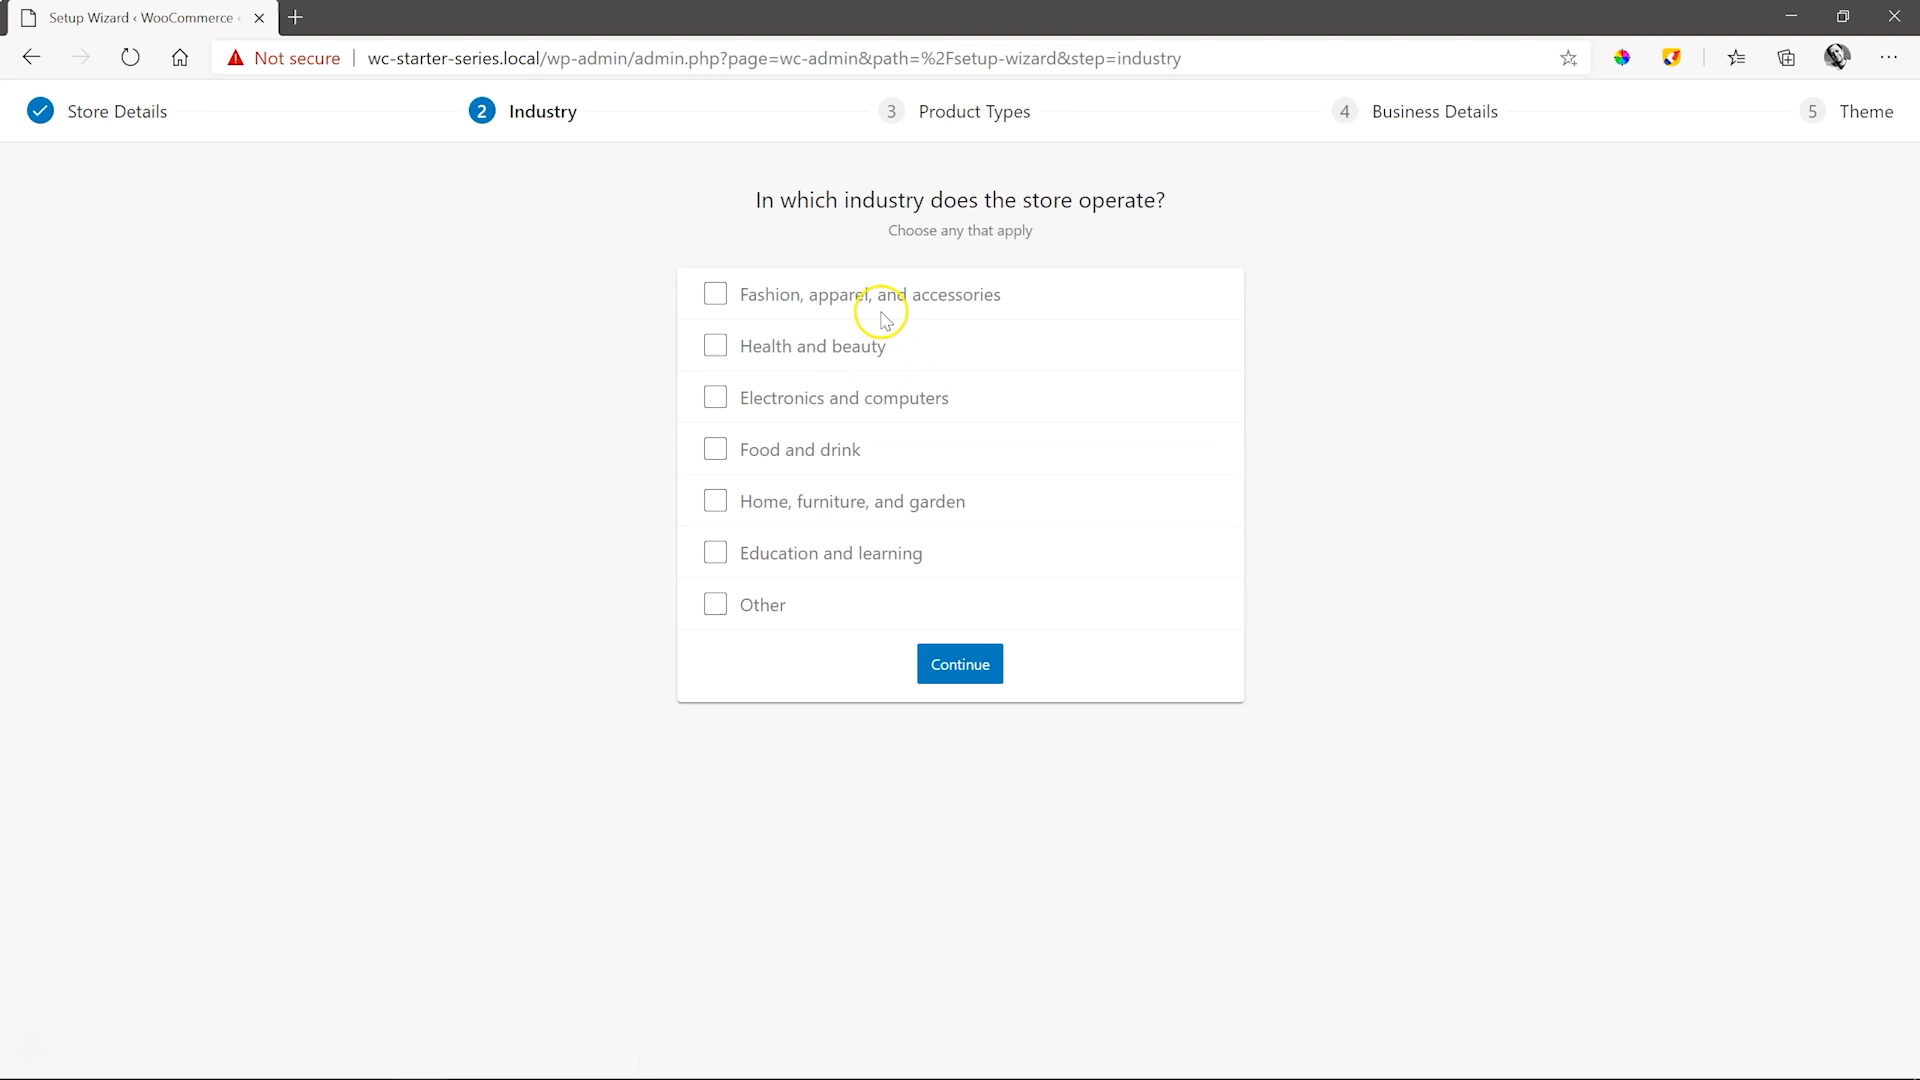 Setup Wizard ‹ WooCommerce ‹
Not secure
wc-starter-series.local/wp-admin/admin.php?page=wc-admin&path=%2Fsetup-wizard&step=industry
Store Details
2 Industry
3 Product Types
4 Business Details
5 Theme
In which industry does the store operate?
Choose any that apply
Fashion, apparel, and accessories
Health and beauty
Electronics and computers
Food and drink
Home, furniture, and garden
Education and learning
Other
Continue